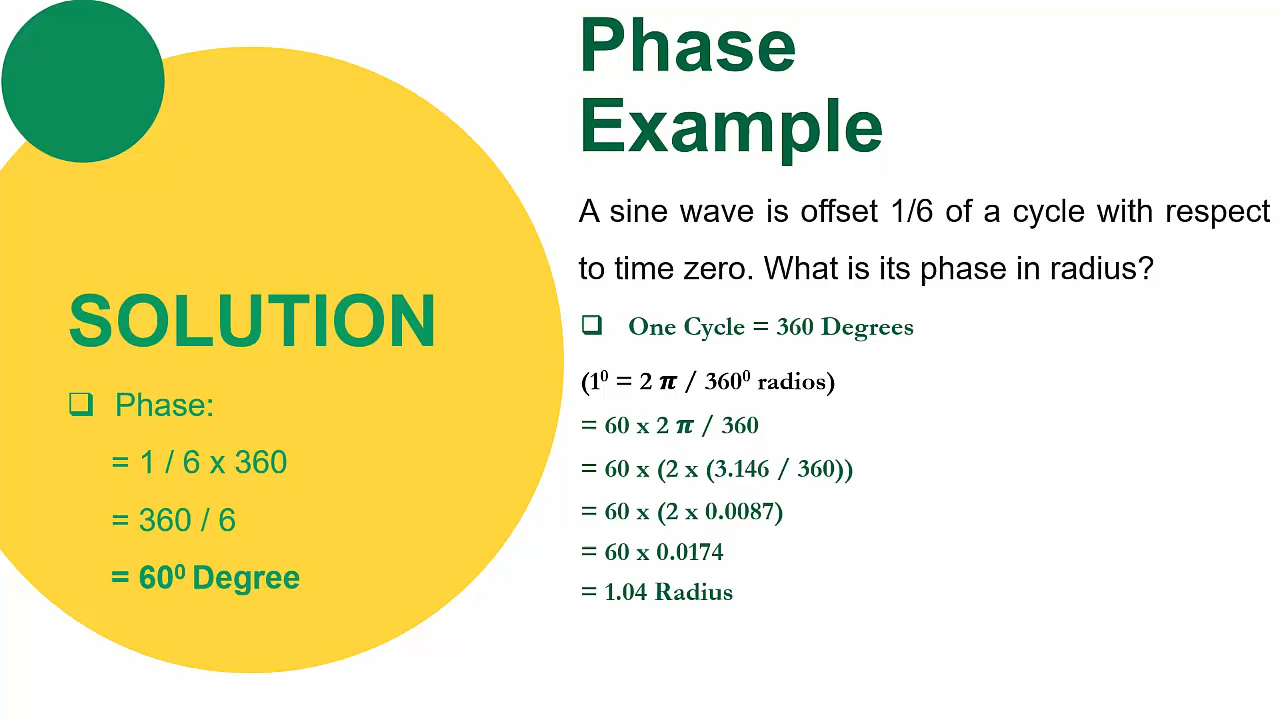 Phase
Example
A sine wave is offset 1/6 of a cycle with respect
to time zero. What is its phase in radius?
SOLUTION
❑ Phase:
= 1 / 6 x 360
= 360 / 6
= 60⁰ Degree
❑ One Cycle = 360 Degrees
(1⁰ = 2 π / 360⁰ radios)
= 60 x 2 π / 360
= 60 x (2 x (3.146 / 360))
= 60 x (2 x 0.0087)
= 60 x 0.0174
= 1.04 Radius